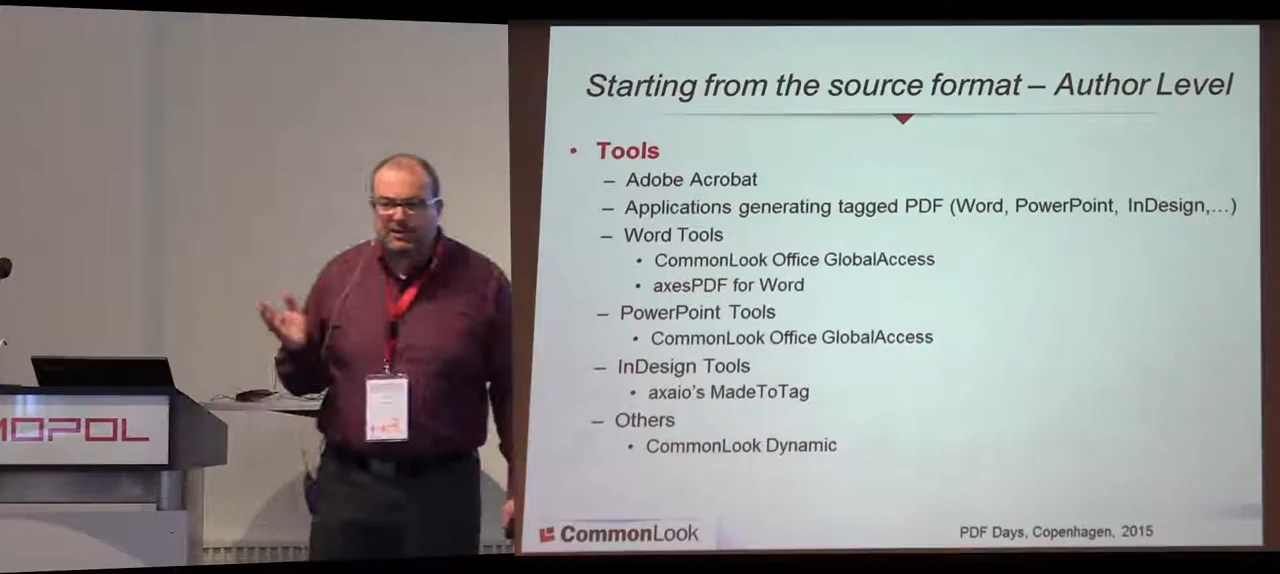 Starting from the source format – Author Level
• Tools
– Adobe Acrobat
– Applications generating tagged PDF (Word, PowerPoint, InDesign,…)
– Word Tools
• CommonLook Office GlobalAccess
• axesPDF for Word
– PowerPoint Tools
• CommonLook Office GlobalAccess
– InDesign Tools
• axaio's MadeToTag
– Others
• CommonLook Dynamic
MOPOL
CommonLook
PDF Days, Copenhagen, 2015